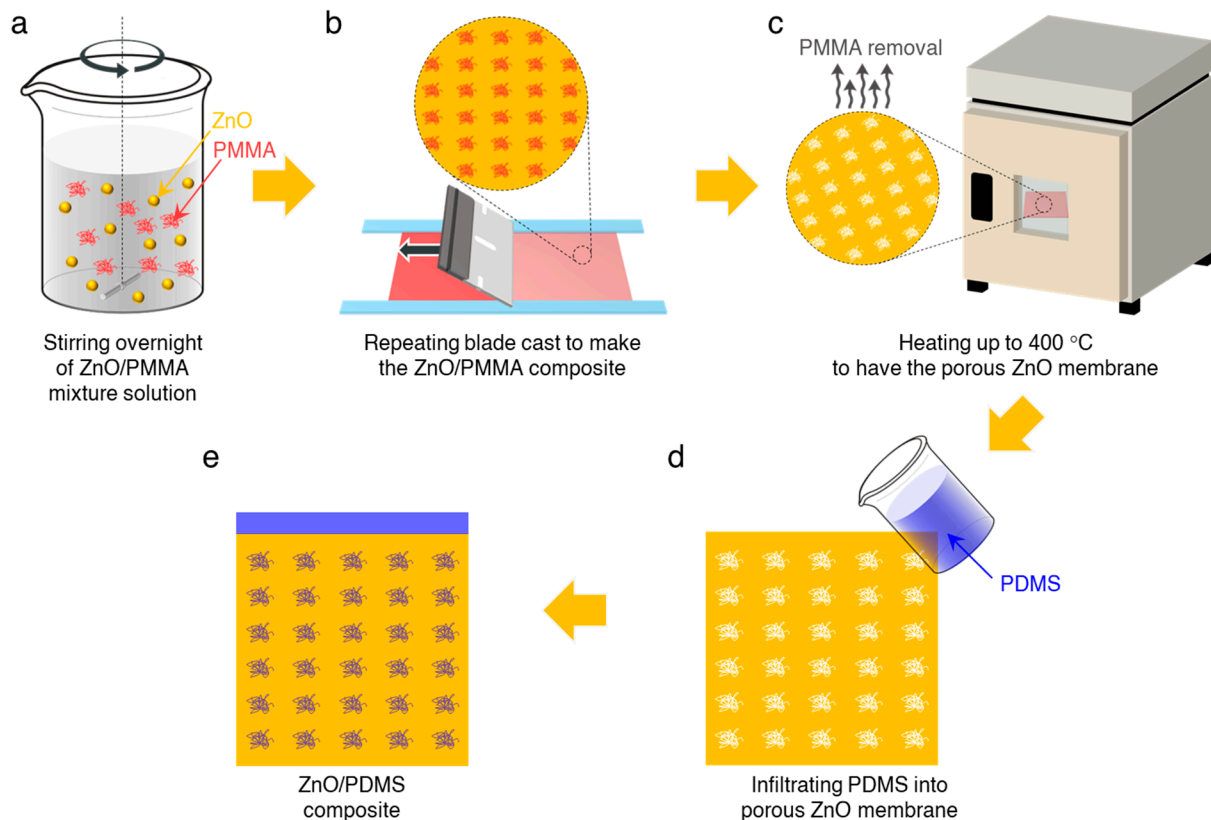 a
b
c
ZnO
PMMA
PMMA removal
Stirring overnight
of ZnO/PMMA
mixture solution
Repeating blade cast to make
the ZnO/PMMA composite
Heating up to 400 °C
to have the porous ZnO membrane
e
d
PDMS
ZnO/PDMS
composite
Infiltrating PDMS into
porous ZnO membrane